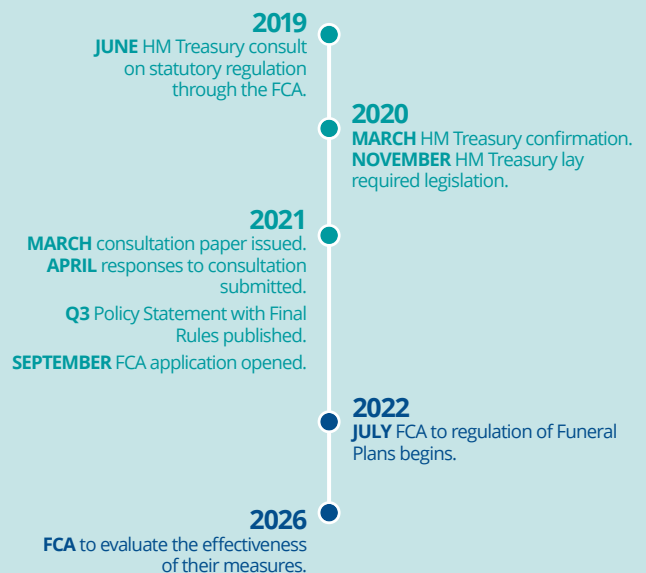 2019
JUNE HM Treasury consult
on statutory regulation
through the FCA.
2020
MARCH HM Treasury confirmation.
NOVEMBER HM Treasury lay
required legislation.
2021
MARCH consultation paper issued.
APRIL responses to consultation
submitted.
Q3 Policy Statement with Final
Rules published.
SEPTEMBER FCA application opened.
2022
JULY FCA to regulation of Funeral
Plans begins.
2026
FCA to evaluate the effectiveness
of their measures.